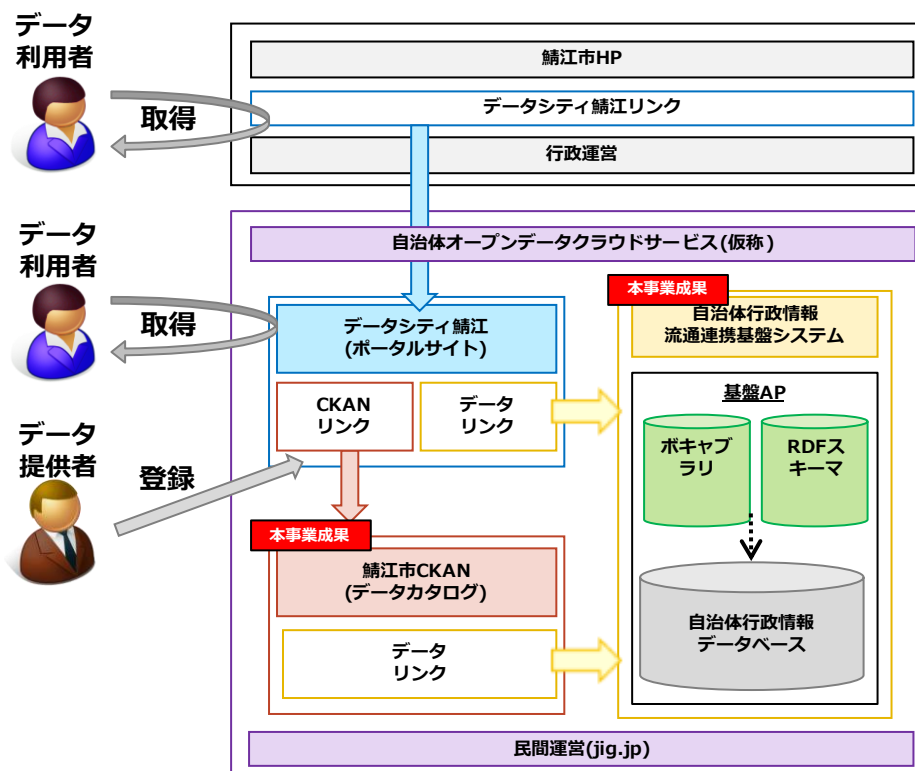 データ
利用者
取得
鯖江市HP
データシティ鯖江リンク
行政運営
データ
利用者
取得
自治体オープンデータクラウドサービス(仮称)
データシティ鯖江
(ポータルサイト)
CKAN
リンク
データ
リンク
本事業成果
自治体行政情報
流通連携基盤システム
基盤AP
ボキャブ
ラリ
RDFス
キーマ
自治体行政情報
データベース
データ
提供者
登録
本事業成果
鯖江市CKAN
(データカタログ)
データ
リンク
民間運営(jig.jp)